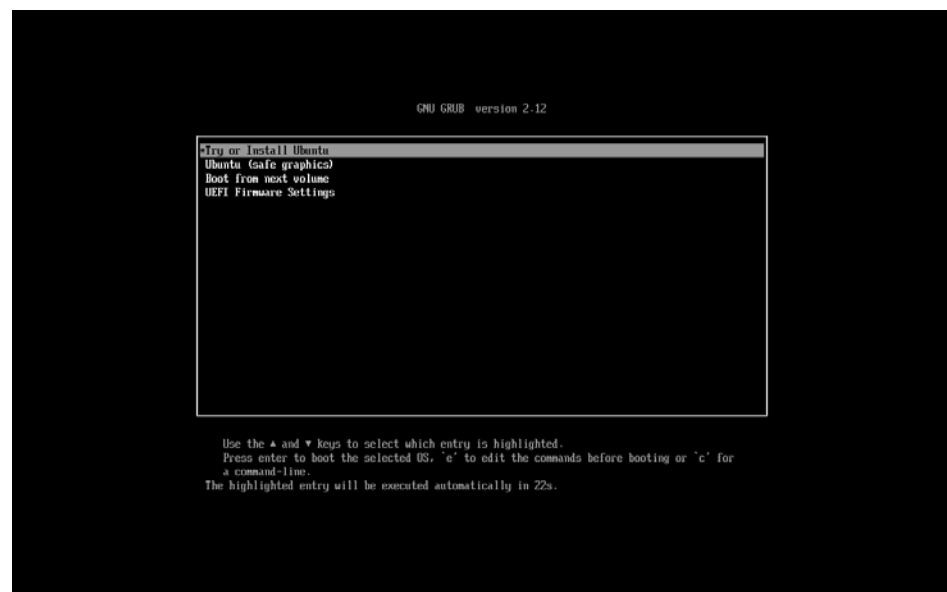 GNU GRUB version 2.12
*Try or Install Ubuntu
Ubuntu (safe graphics)
Boot from next volume
UEFI Firmware Settings
Use the ▲ and ▼ keys to select which entry is highlighted.
Press enter to boot the selected OS, `e' to edit the commands before booting or `c' for
a command-line.
The highlighted entry will be executed automatically in 22s.